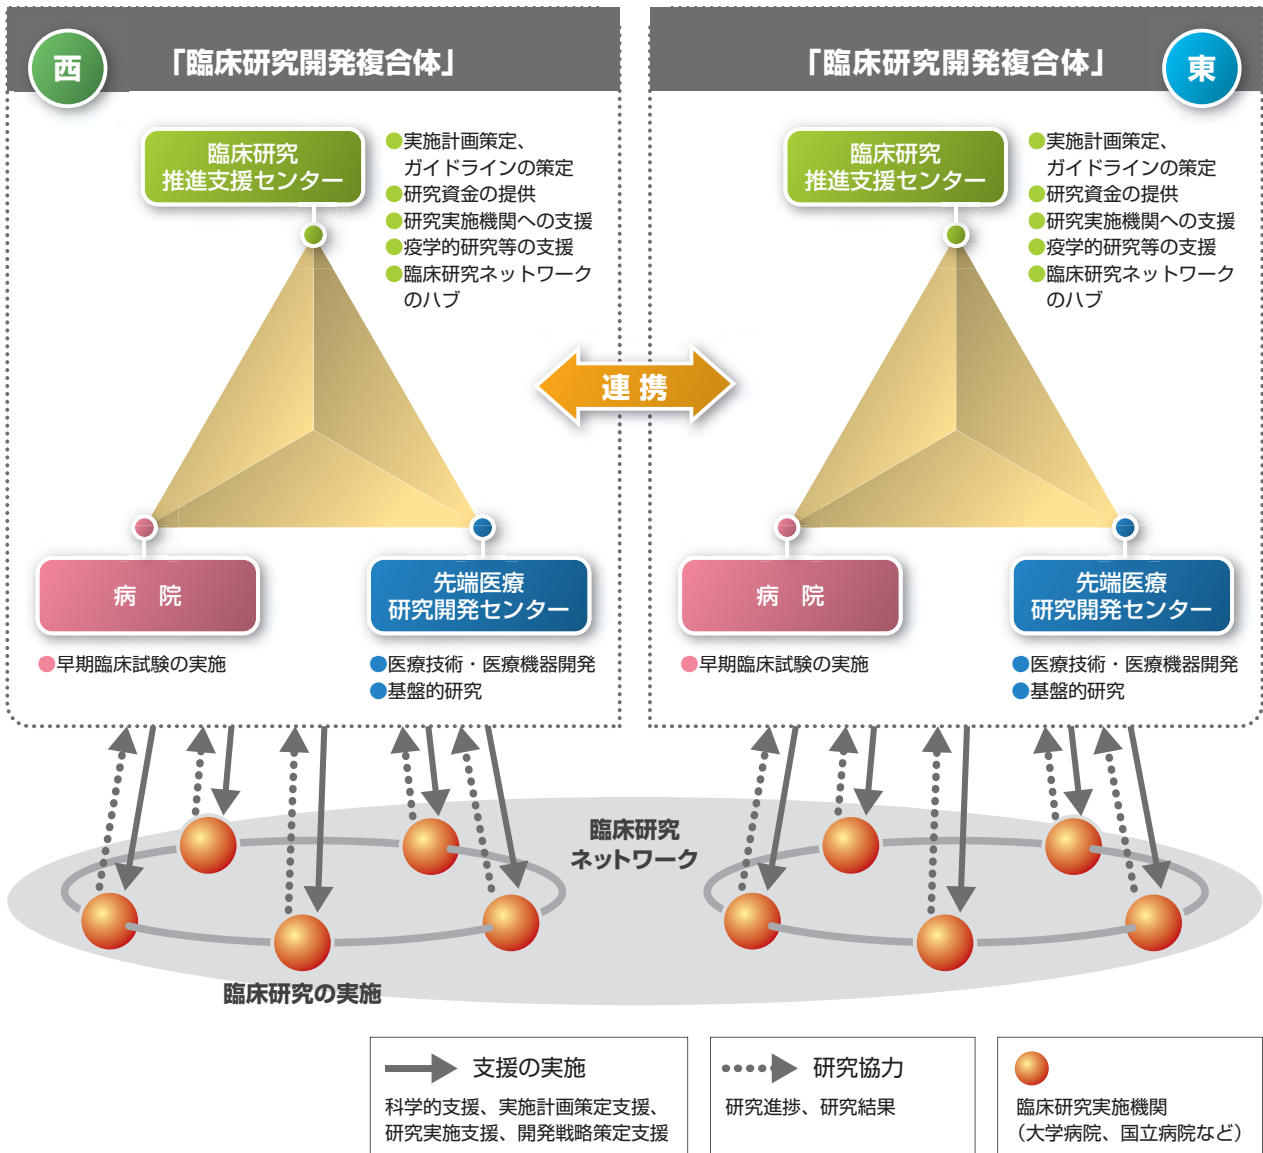 西
「臨床研究開発複合体」
臨床研究
推進支援センター
●実施計画策定、
ガイドラインの策定
●研究資金の提供
●研究実施機関への支援
●疫学的研究等の支援
●臨床研究ネットワーク
のハブ
病 院
●早期臨床試験の実施
先端医療
研究開発センター
●医療技術・医療機器開発
●基盤的研究
連 携
「臨床研究開発複合体」
東
臨床研究
推進支援センター
●実施計画策定、
ガイドラインの策定
●研究資金の提供
●研究実施機関への支援
●疫学的研究等の支援
●臨床研究ネットワーク
のハブ
病 院
●早期臨床試験の実施
先端医療
研究開発センター
●医療技術・医療機器開発
●基盤的研究
臨床研究
ネットワーク
臨床研究の実施
支援の実施
科学的支援、実施計画策定支援、
研究実施支援、開発戦略策定支援
研究協力
研究進捗、研究結果
臨床研究実施機関
（大学病院、国立病院など）